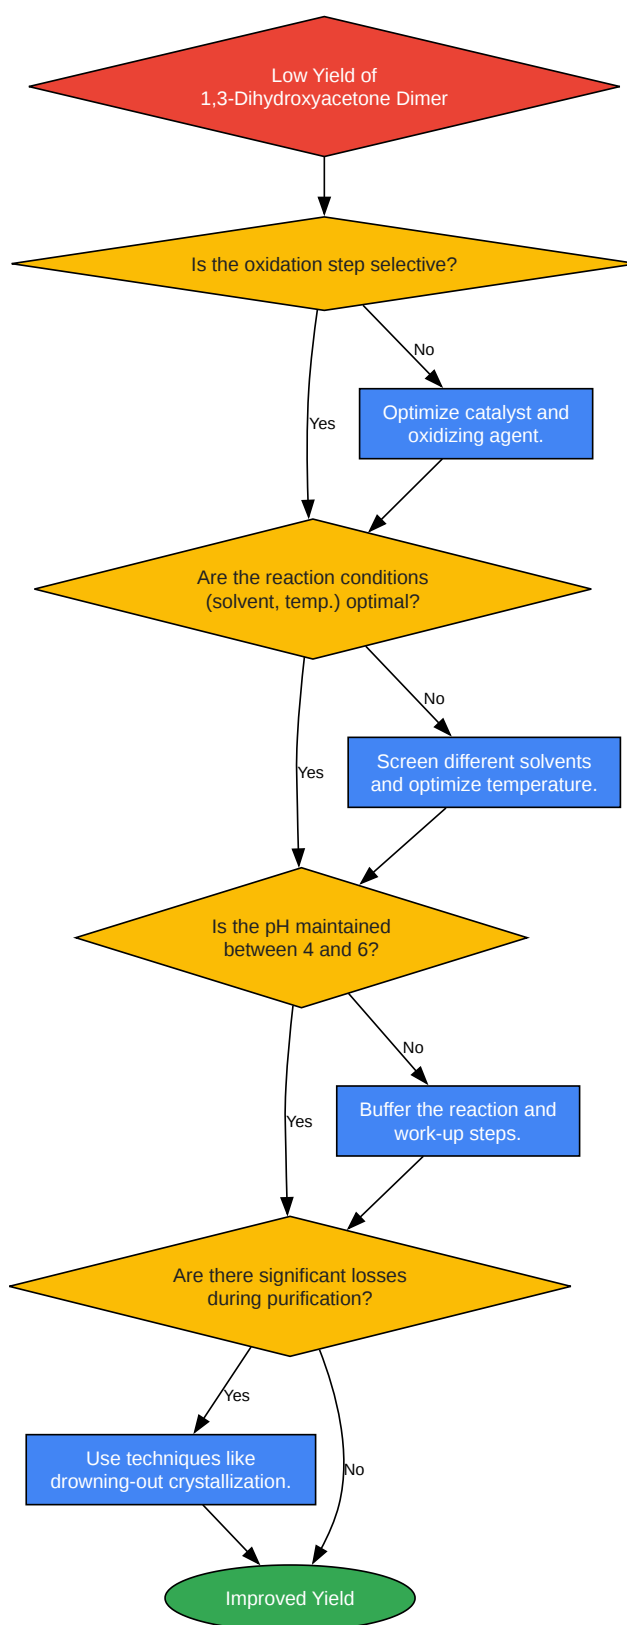 Low Yield of
1,3-Dihydroxyacetone Dimer
Is the oxidation step selective?
No
Optimize catalyst and
oxidizing agent.
Yes
Are the reaction conditions
(solvent, temp.) optimal?
No
Screen different solvents
and optimize temperature.
Yes
Is the pH maintained
between 4 and 6?
No
Buffer the reaction and
work-up steps.
Yes
Are there significant losses
during purification?
Yes
Use techniques like
drowning-out crystallization.
No
Improved Yield